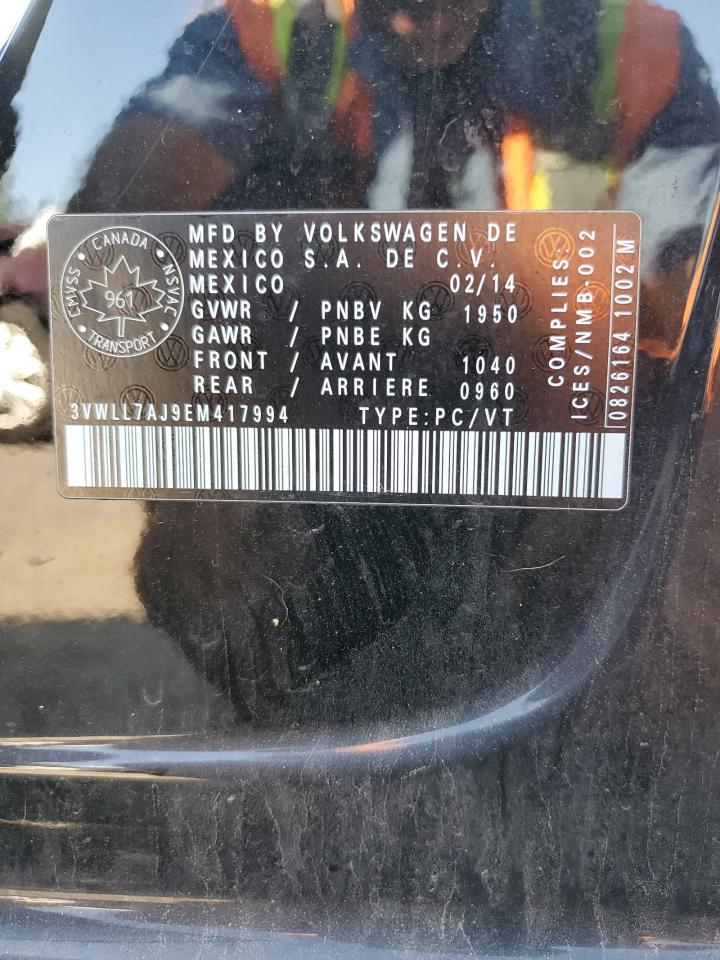 CANADA
CMVSS
NSVAC
961
TRANSPORT
MFD BY VOLKSWAGEN DE
MEXICO S.A. DE C.V.
MEXICO 02/14
GVWR / PNBV KG 1950
GAWR / PNBE KG
FRONT / AVANT 1040
REAR / ARRIERE 0960
3VWLL7AJ9EM417994 TYPE:PC/VT
COMPLIES:
ICES/NMB-002
0826164 1002 M